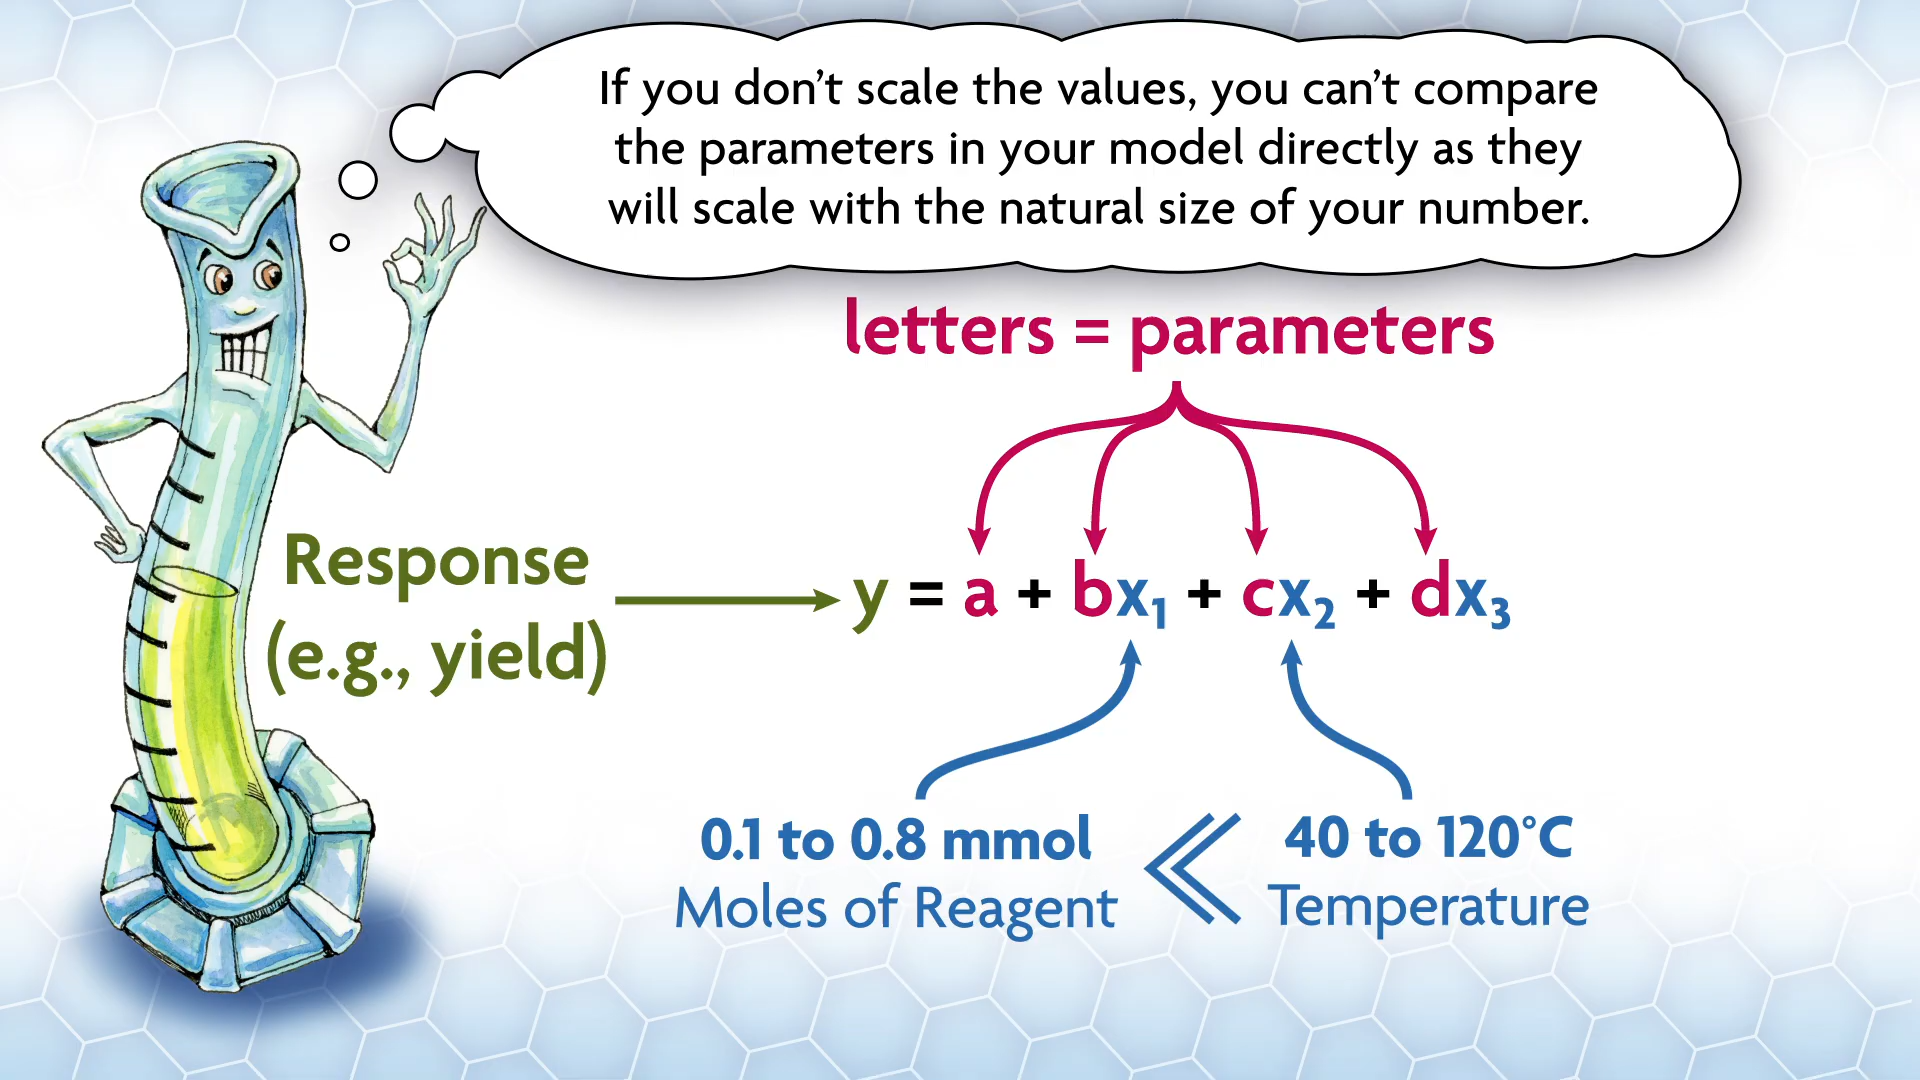 If you don’t scale the values, you can’t compare
the parameters in your model directly as they
will scale with the natural size of your number.
letters = parameters
Response
(e.g., yield)
y = a + bx₁ + cx₂ + dx₃
0.1 to 0.8 mmol
Moles of Reagent
40 to 120°C
Temperature